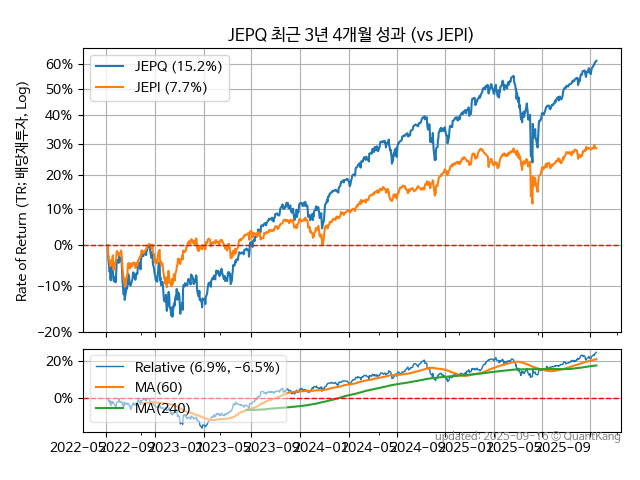 JEPQ 최근 3년 4개월 성과 (vs JEPI)
Rate of Return (TR: 배당재투자, Log)
60%
50%
40%
30%
20%
10%
0%
−10%
−20%
JEPQ (15.2%)
JEPI (7.7%)
20%
0%
Relative (6.9%, −6.5%)
MA(60)
MA(240)
2022-05 2022-09 2023-01 2023-05 2023-09 2024-01 2024-05 2024-09 2025-01 2025-05 2025-09
updated: 2025-09-16 © QuantKang